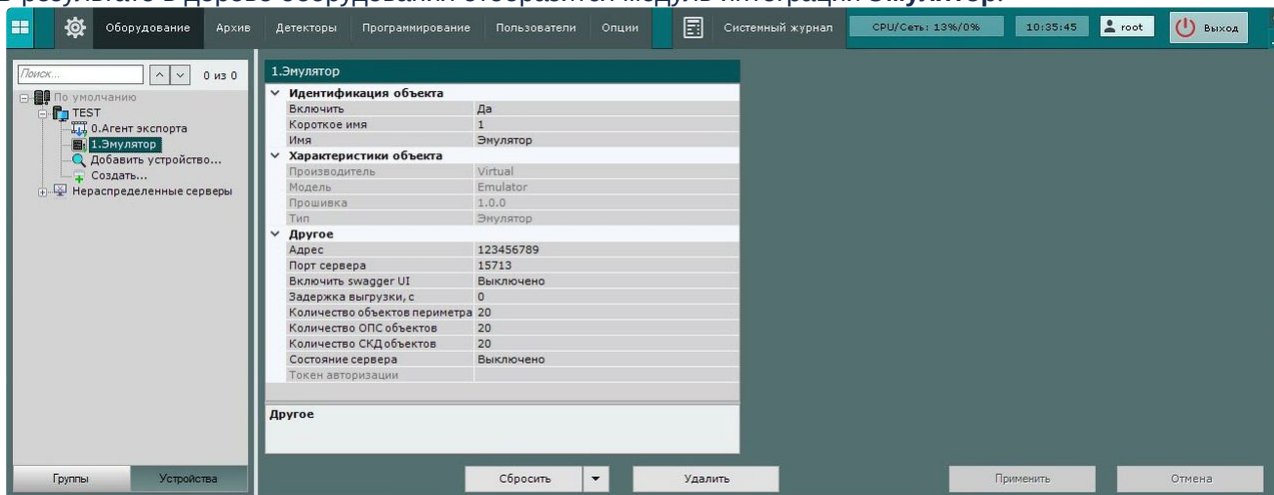 В результате в дереве оборудования отобразится модуль интеграции Эмулятор.
Оборудование Архив Детекторы Программирование Пользователи Опции Системный журнал CPU/Сеть: 13%/0% 10:35:45 root Выход
Поиск... 0 из 0
По умолчанию
TEST
0.Агент экспорта
1.Эмулятор
Добавить устройство...
Создать...
Нераспределенные серверы
Группы Устройства
1.Эмулятор
Идентификация объекта
Включить Да
Короткое имя 1
Имя Эмулятор
Характеристики объекта
Производитель Virtual
Модель Emulator
Прошивка 1.0.0
Тип Эмулятор
Другое
Адрес 123456789
Порт сервера 15713
Включить swagger UI Выключено
Задержка выгрузки, с 0
Количество объектов периметра 20
Количество ОПС объектов 20
Количество СКД объектов 20
Состояние сервера Выключено
Токен авторизации
Другое
Сбросить Удалить Применить Отмена